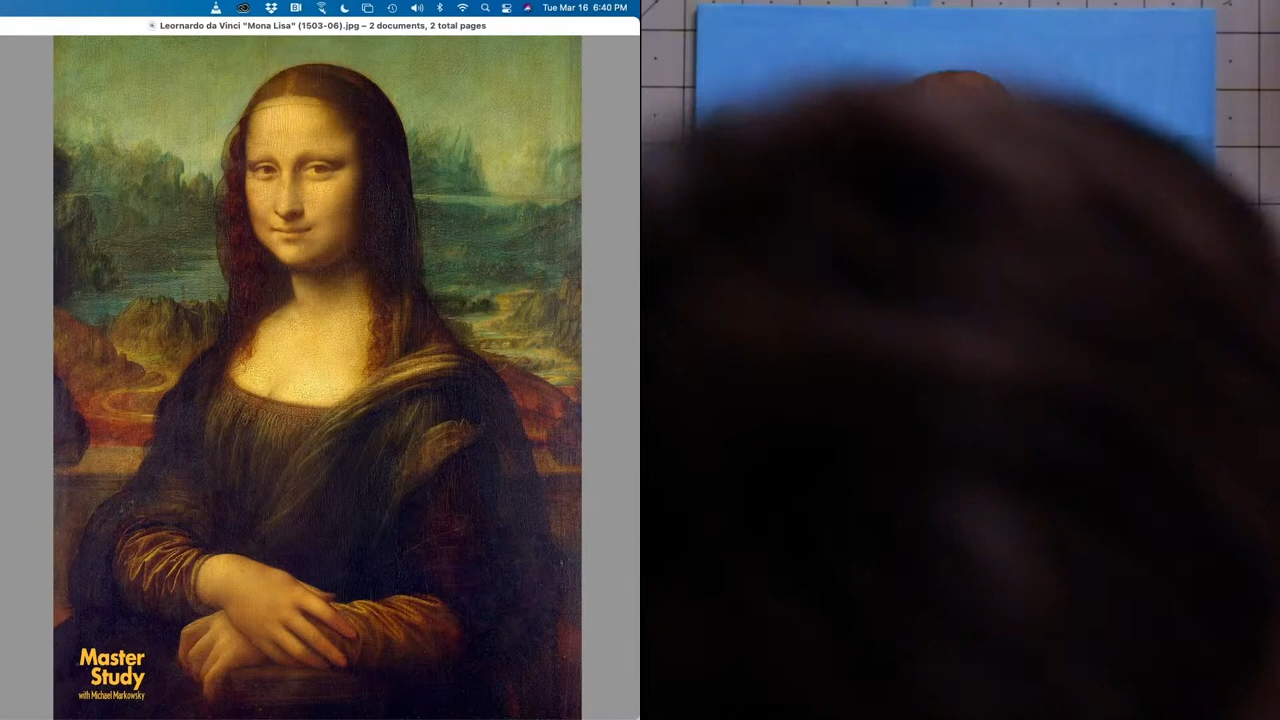 Tue Mar 16 6:40 PM
Leornardo da Vinci "Mona Lisa" (1503-06).jpg – 2 documents, 2 total pages
Master
Study
with Michael Markowsky